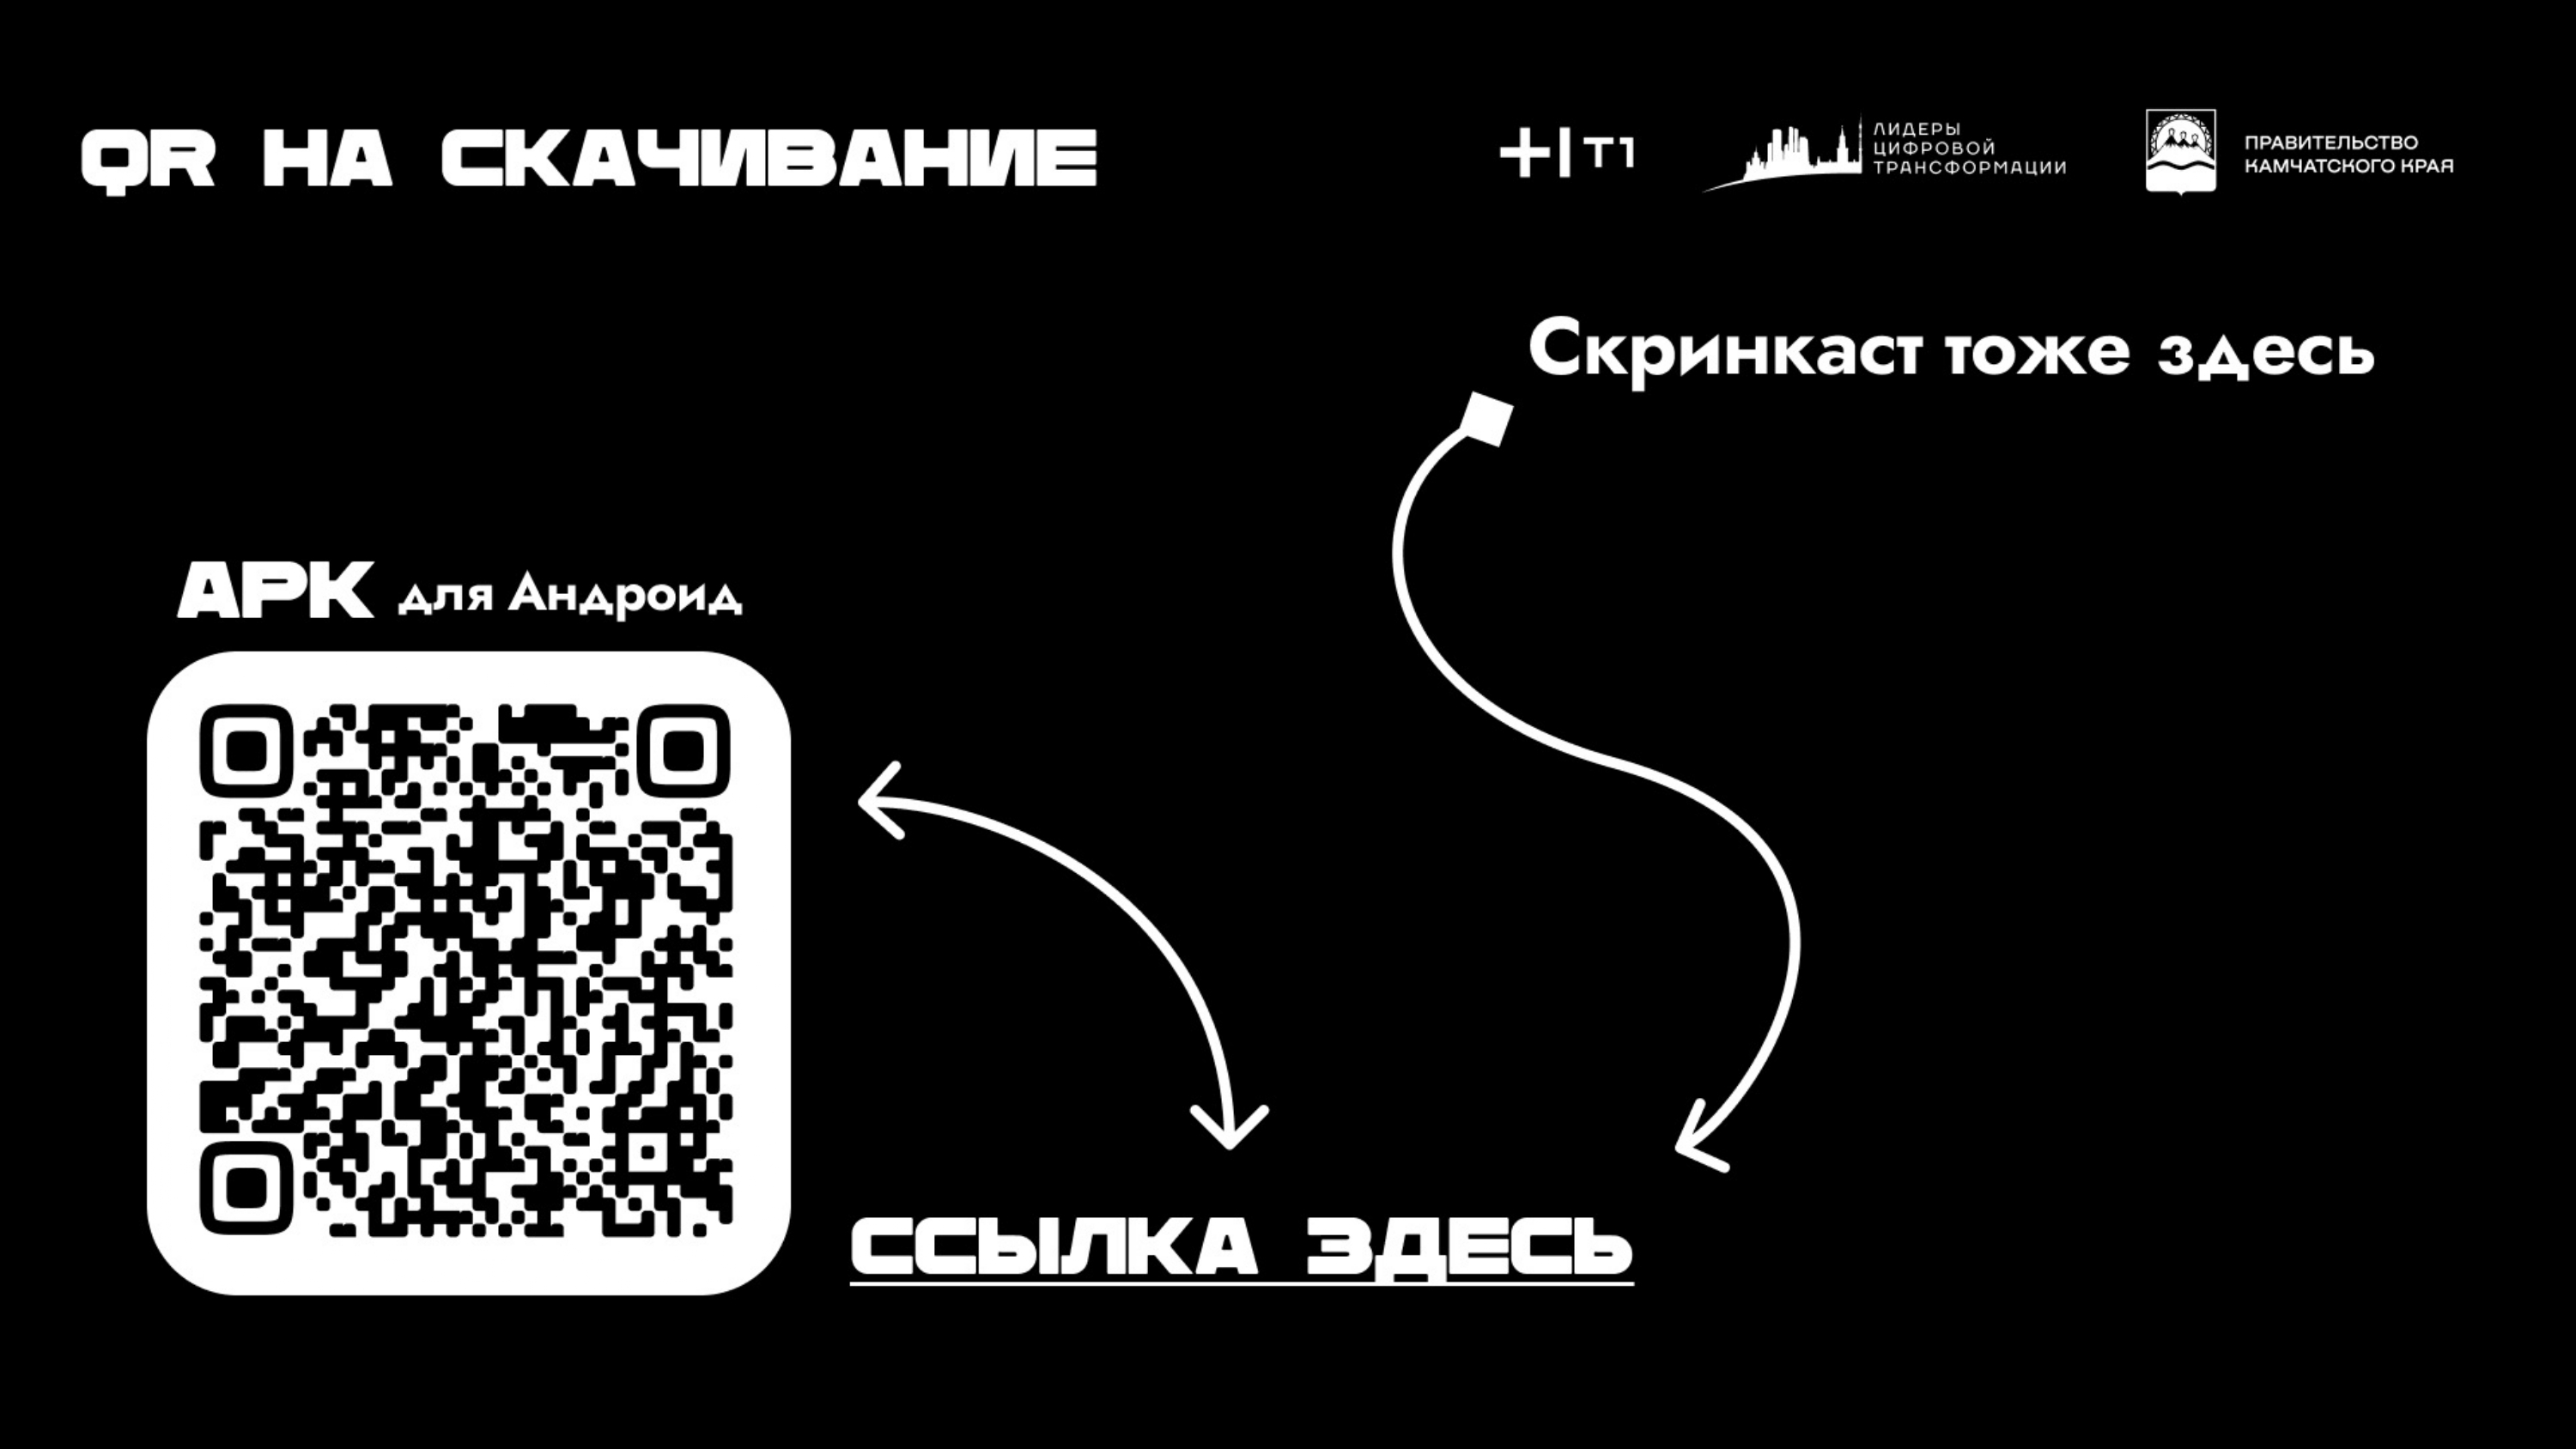 QR НА СКАЧИВАНИЕ
T1
ЛИДЕРЫ
ЦИФРОВОЙ
ТРАНСФОРМАЦИИ
ПРАВИТЕЛЬСТВО
КАМЧАТСКОГО КРАЯ
Скринкаст тоже здесь
APK для Андроид
ССЫЛКА ЗДЕСЬ